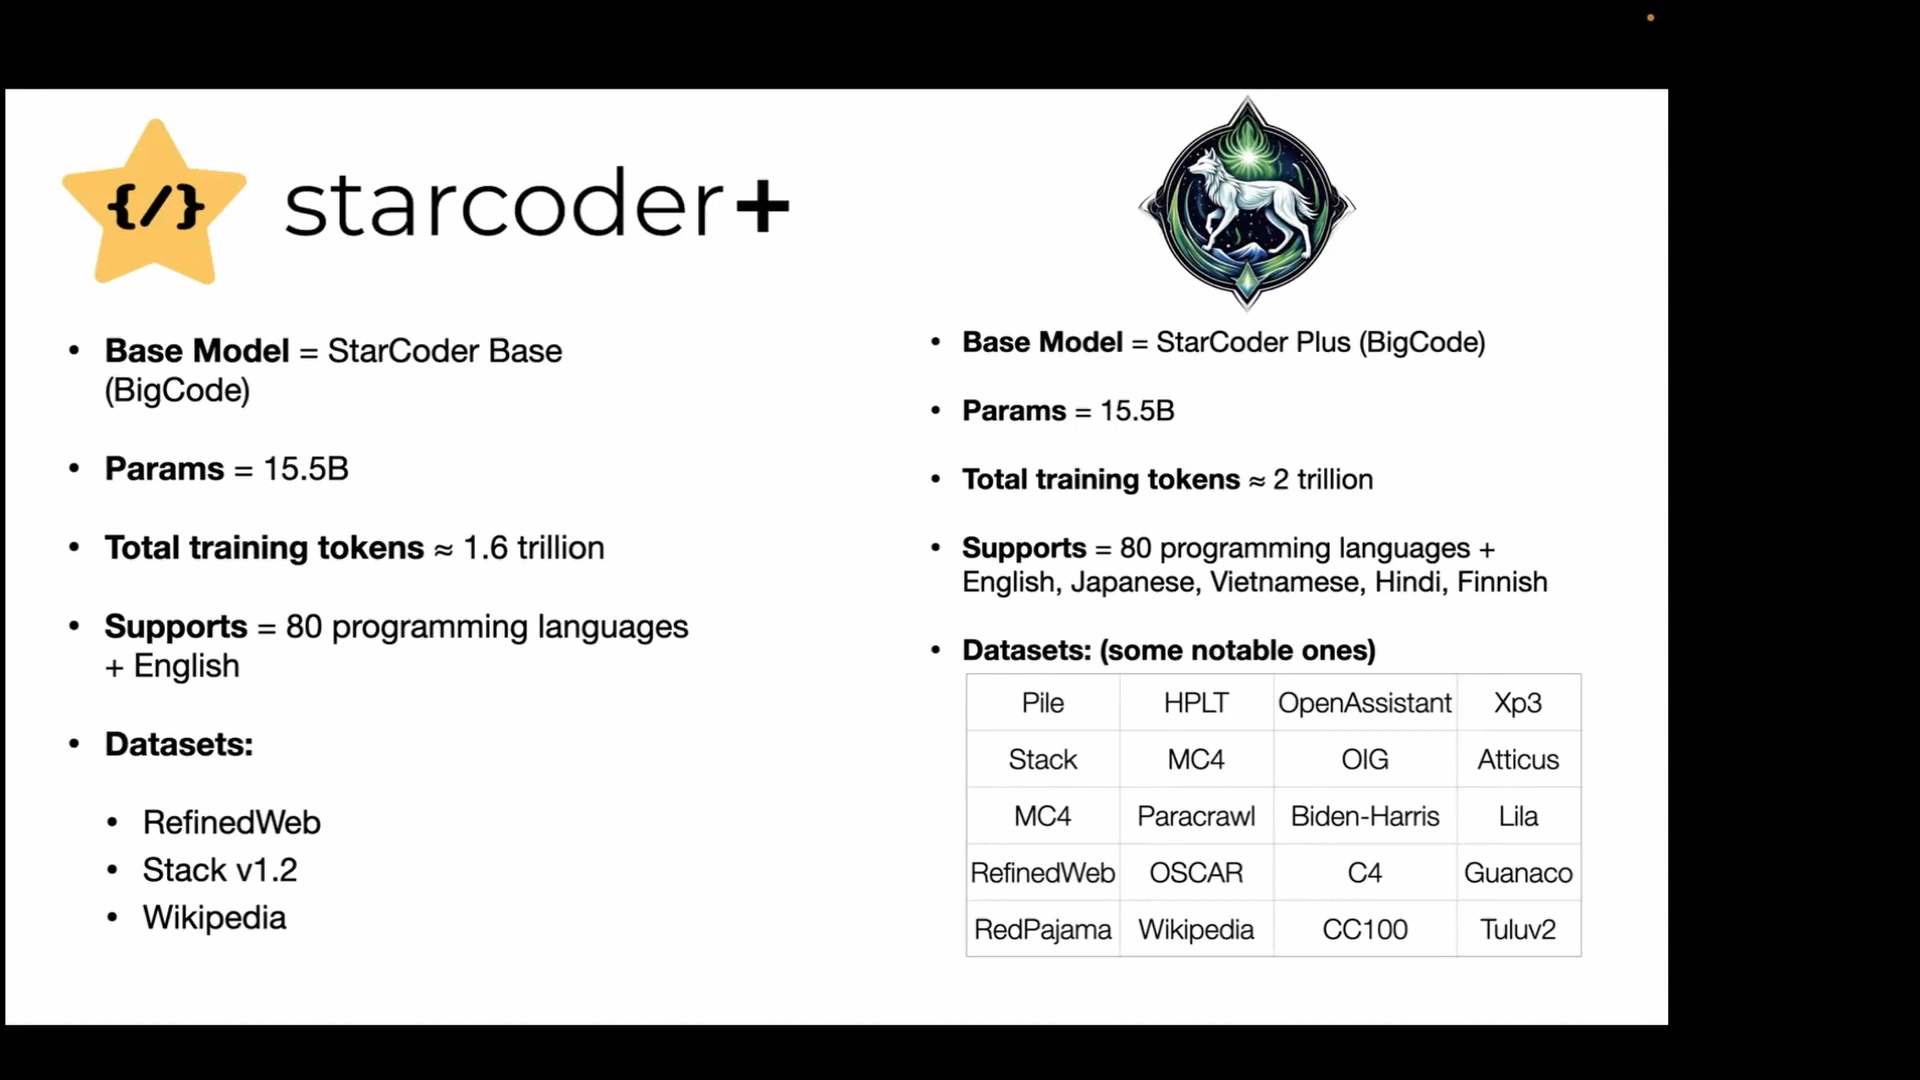 {/} starcoder+
• Base Model = StarCoder Base
(BigCode)
• Params = 15.5B
• Total training tokens ≈ 1.6 trillion
• Supports = 80 programming languages
+ English
• Datasets:
• RefinedWeb
• Stack v1.2
• Wikipedia
• Base Model = StarCoder Plus (BigCode)
• Params = 15.5B
• Total training tokens ≈ 2 trillion
• Supports = 80 programming languages +
English, Japanese, Vietnamese, Hindi, Finnish
• Datasets: (some notable ones)
Pile HPLT OpenAssistant Xp3
Stack MC4 OIG Atticus
MC4 Paracrawl Biden-Harris Lila
RefinedWeb OSCAR C4 Guanaco
RedPajama Wikipedia CC100 Tuluv2